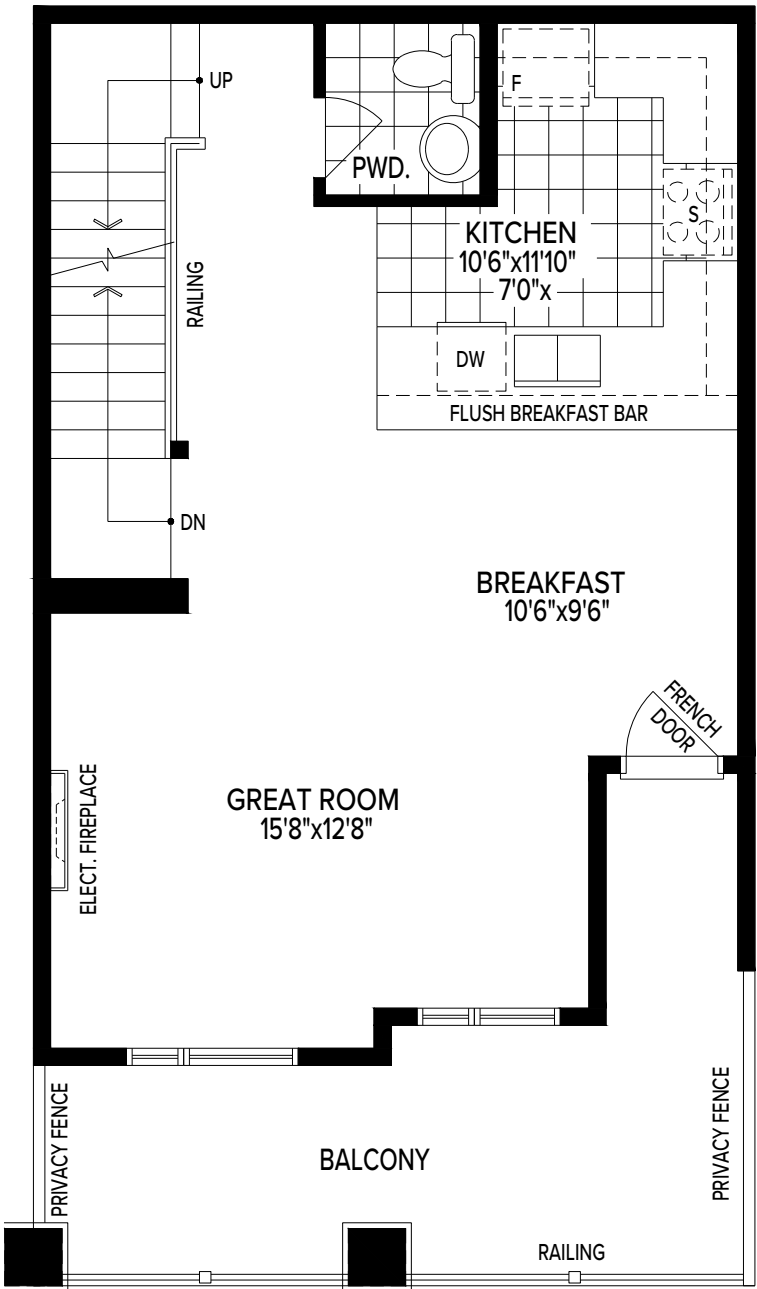 UP
F
PWD.
S
KITCHEN
10'6"x11'10"
7'0"x
RAILING
DW
FLUSH BREAKFAST BAR
DN
BREAKFAST
10'6"x9'6"
FRENCH
DOOR
ELECT. FIREPLACE
GREAT ROOM
15'8"x12'8"
PRIVACY FENCE
PRIVACY FENCE
BALCONY
RAILING